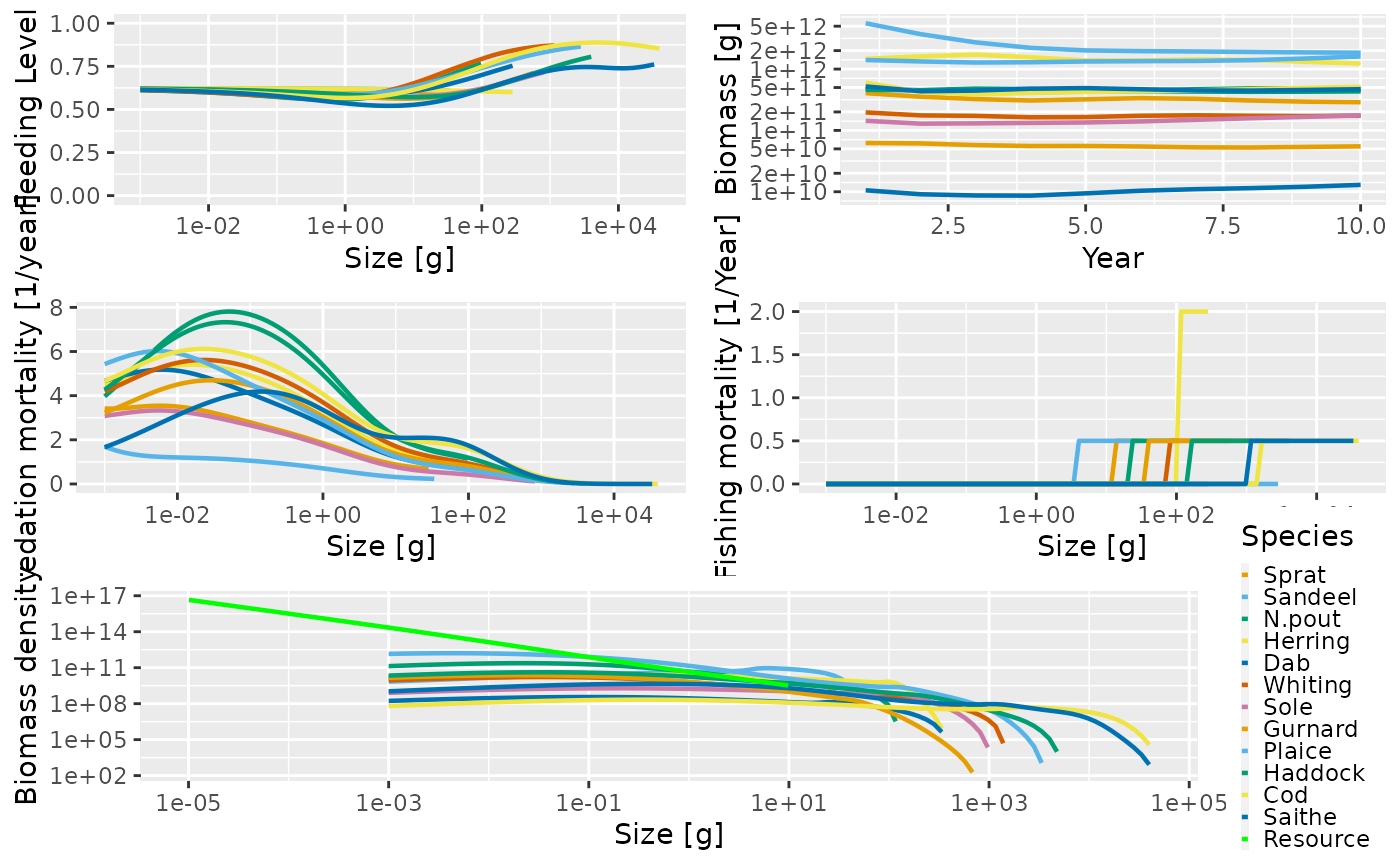 Feeding Level
1.00
0.75
0.50
0.25
0.00
1e-02 1e+00 1e+02 1e+04
Size [g]
Biomass [g]
5e+12
2e+12
1e+12
5e+11
2e+11
1e+11
5e+10
2e+10
1e+10
2.5 5.0 7.5 10.0
Year
edation mortality [1/year]
8
6
4
2
0
1e-02 1e+00 1e+02 1e+04
Size [g]
Fishing mortality [1/Year]
2.0
1.5
1.0
0.5
0.0
1e-02 1e+00 1e+02
Size [g]
Biomass density
1e+17
1e+14
1e+11
1e+08
1e+05
1e+02
1e-05 1e-03 1e-01 1e+01 1e+03 1e+05
Size [g]
Species
Sprat
Sandeel
N.pout
Herring
Dab
Whiting
Sole
Gurnard
Plaice
Haddock
Cod
Saithe
Resource